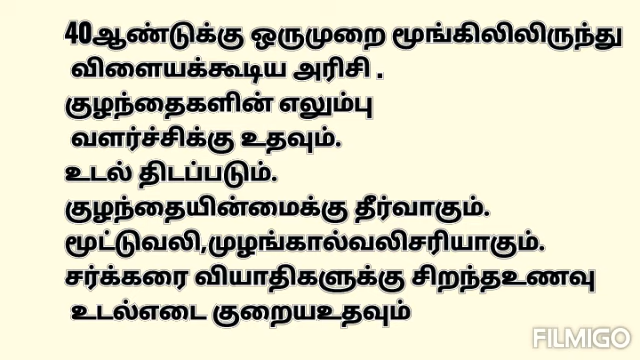 40ஆண்டுக்கு ஒருமுறை மூங்கிலிலிருந்து
விளையக்கூடிய அரிசி .
குழந்தைகளின் எலும்பு
வளர்ச்சிக்கு உதவும்.
உடல் திடப்படும்.
குழந்தையின்மைக்கு தீர்வாகும்.
மூட்டுவலி,முழங்கால்வலிசரியாகும்.
சர்க்கரை வியாதிகளுக்கு சிறந்தஉணவு
உடல்எடை குறையஉதவும்
FILMIGO